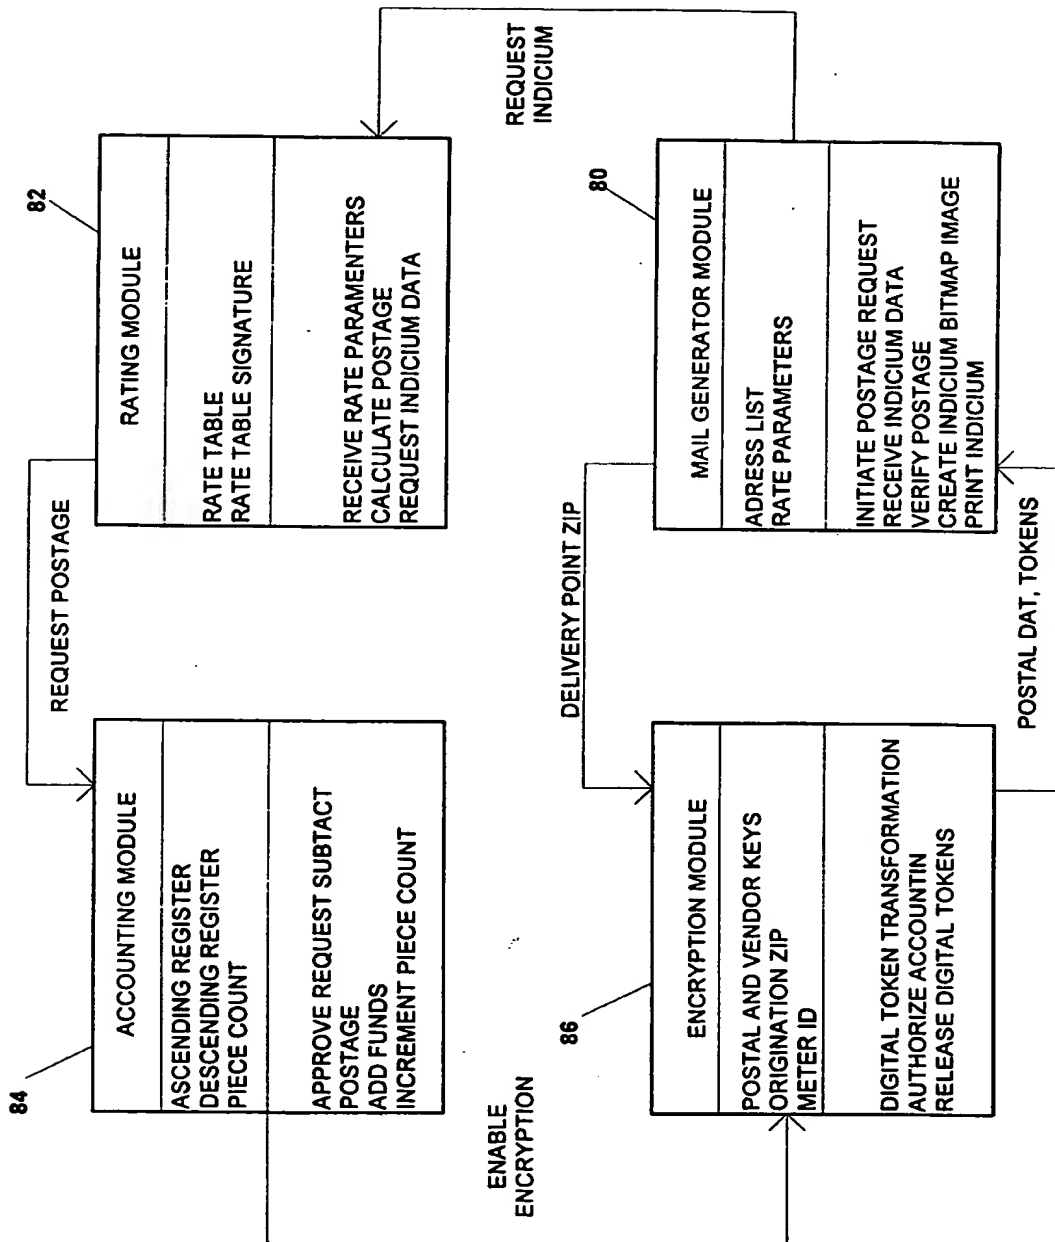 84
ACCOUNTING MODULE
ASCENDING REGISTER
DESCENDING REGISTER
PIECE COUNT
APPROVE REQUEST SUBTACT
POSTAGE
ADD FUNDS
INCREMENT PIECE COUNT
REQUEST POSTAGE
82
RATING MODULE
RATE TABLE
RATE TABLE SIGNATURE
RECEIVE RATE PARAMENTERS
CALCULATE POSTAGE
REQUEST INDICIUM DATA
ENABLE
ENCRYPTION
REQUEST
INDICIUM
86
ENCRYPTION MODULE
POSTAL AND VENDOR KEYS
ORIGINATION ZIP
METER ID
DIGITAL TOKEN TRANSFORMATION
AUTHORIZE ACCOUNTIN
RELEASE DIGITAL TOKENS
DELIVERY POINT ZIP
80
MAIL GENERATOR MODULE
ADRESS LIST
RATE PARAMETERS
INITIATE POSTAGE REQUEST
RECEIVE INDICIUM DATA
VERIFY POSTAGE
CREATE INDICIUM BITMAP IMAGE
PRINT INDICIUM
POSTAL DAT, TOKENS